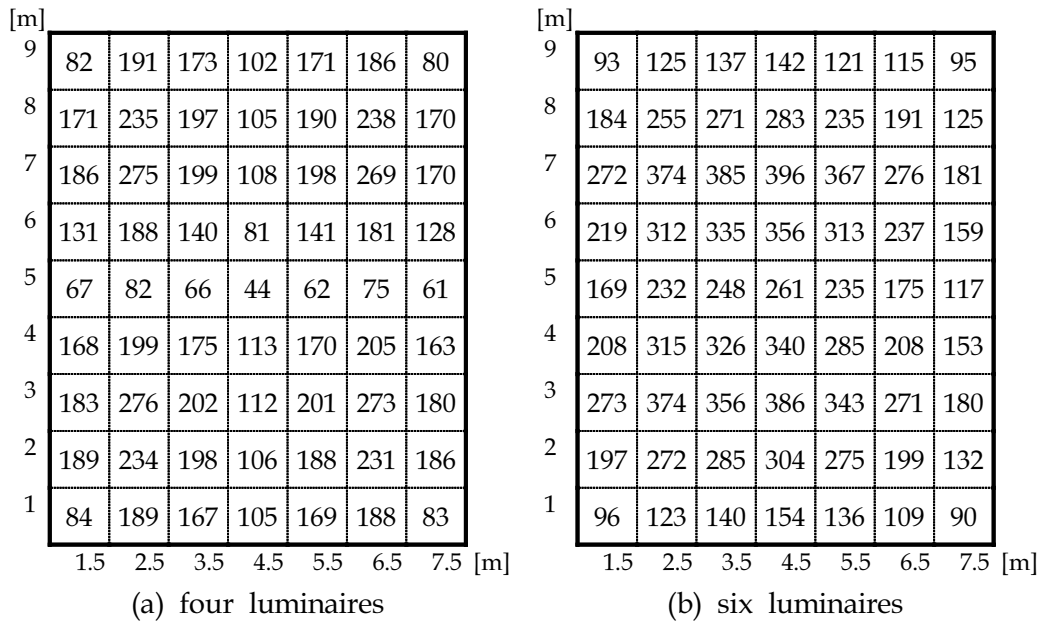 [m]
9 82 191 173 102 171 186 80
8 171 235 197 105 190 238 170
7 186 275 199 108 198 269 170
6 131 188 140 81 141 181 128
5 67 82 66 44 62 75 61
4 168 199 175 113 170 205 163
3 183 276 202 112 201 273 180
2 189 234 198 106 188 231 186
1 84 189 167 105 169 188 83
1.5 2.5 3.5 4.5 5.5 6.5 7.5 [m]
(a) four luminaires
[m]
9 93 125 137 142 121 115 95
8 184 255 271 283 235 191 125
7 272 374 385 396 367 276 181
6 219 312 335 356 313 237 159
5 169 232 248 261 235 175 117
4 208 315 326 340 285 208 153
3 273 374 356 386 343 271 180
2 197 272 285 304 275 199 132
1 96 123 140 154 136 109 90
1.5 2.5 3.5 4.5 5.5 6.5 7.5 [m]
(b) six luminaires